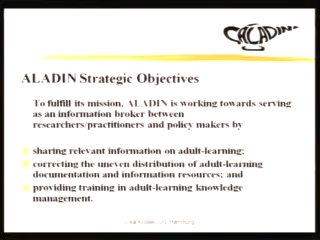 CALADIN
ALADIN Strategic Objectives
To fulfill its mission, ALADIN is working towards serving
as an information broker between
researchers/practitioners and policy makers by
sharing relevant information on adult-learning;
correcting the uneven distribution of adult-learning
documentation and information resources; and
providing training in adult-learning knowledge
management.